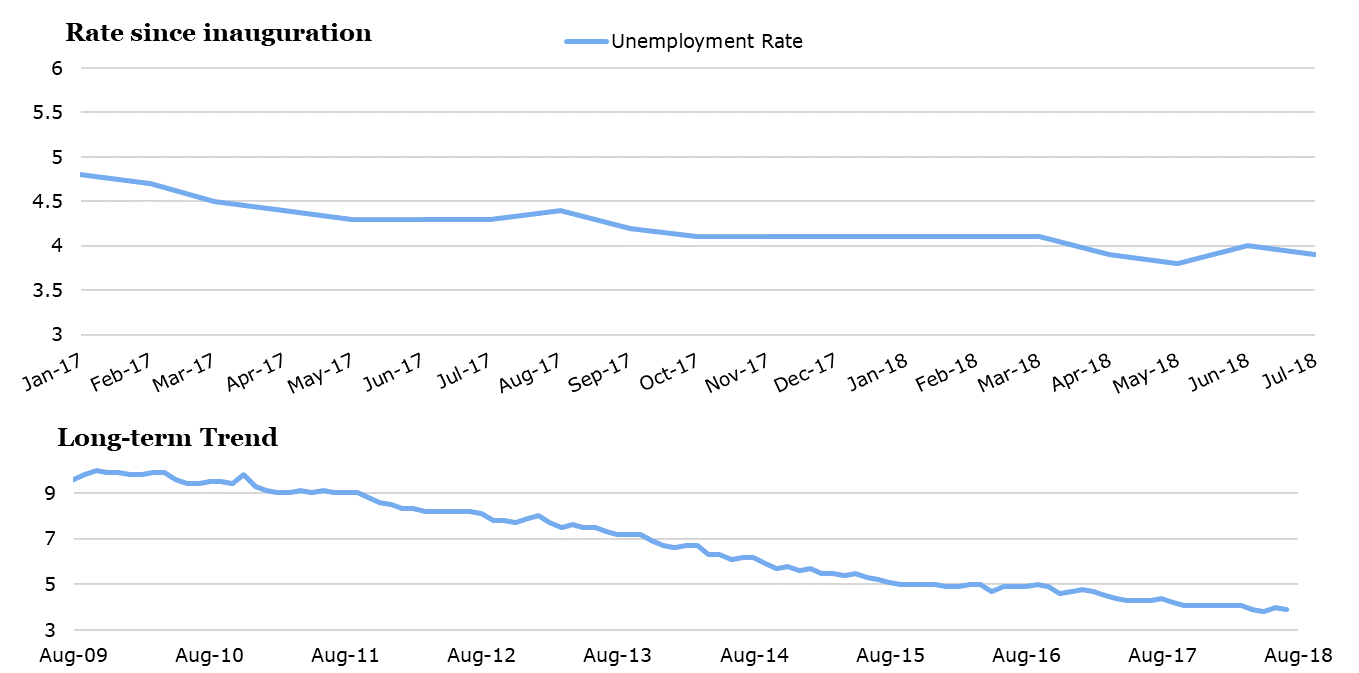 Rate since inauguration
Unemployment Rate
6
5.5
5
4.5
4
3.5
3
Jan-17 Feb-17 Mar-17 Apr-17 May-17 Jun-17 Jul-17 Aug-17 Sep-17 Oct-17 Nov-17 Dec-17 Jan-18 Feb-18 Mar-18 Apr-18 May-18 Jun-18 Jul-18
Long-term Trend
9
7
5
3
Aug-09 Aug-10 Aug-11 Aug-12 Aug-13 Aug-14 Aug-15 Aug-16 Aug-17 Aug-18